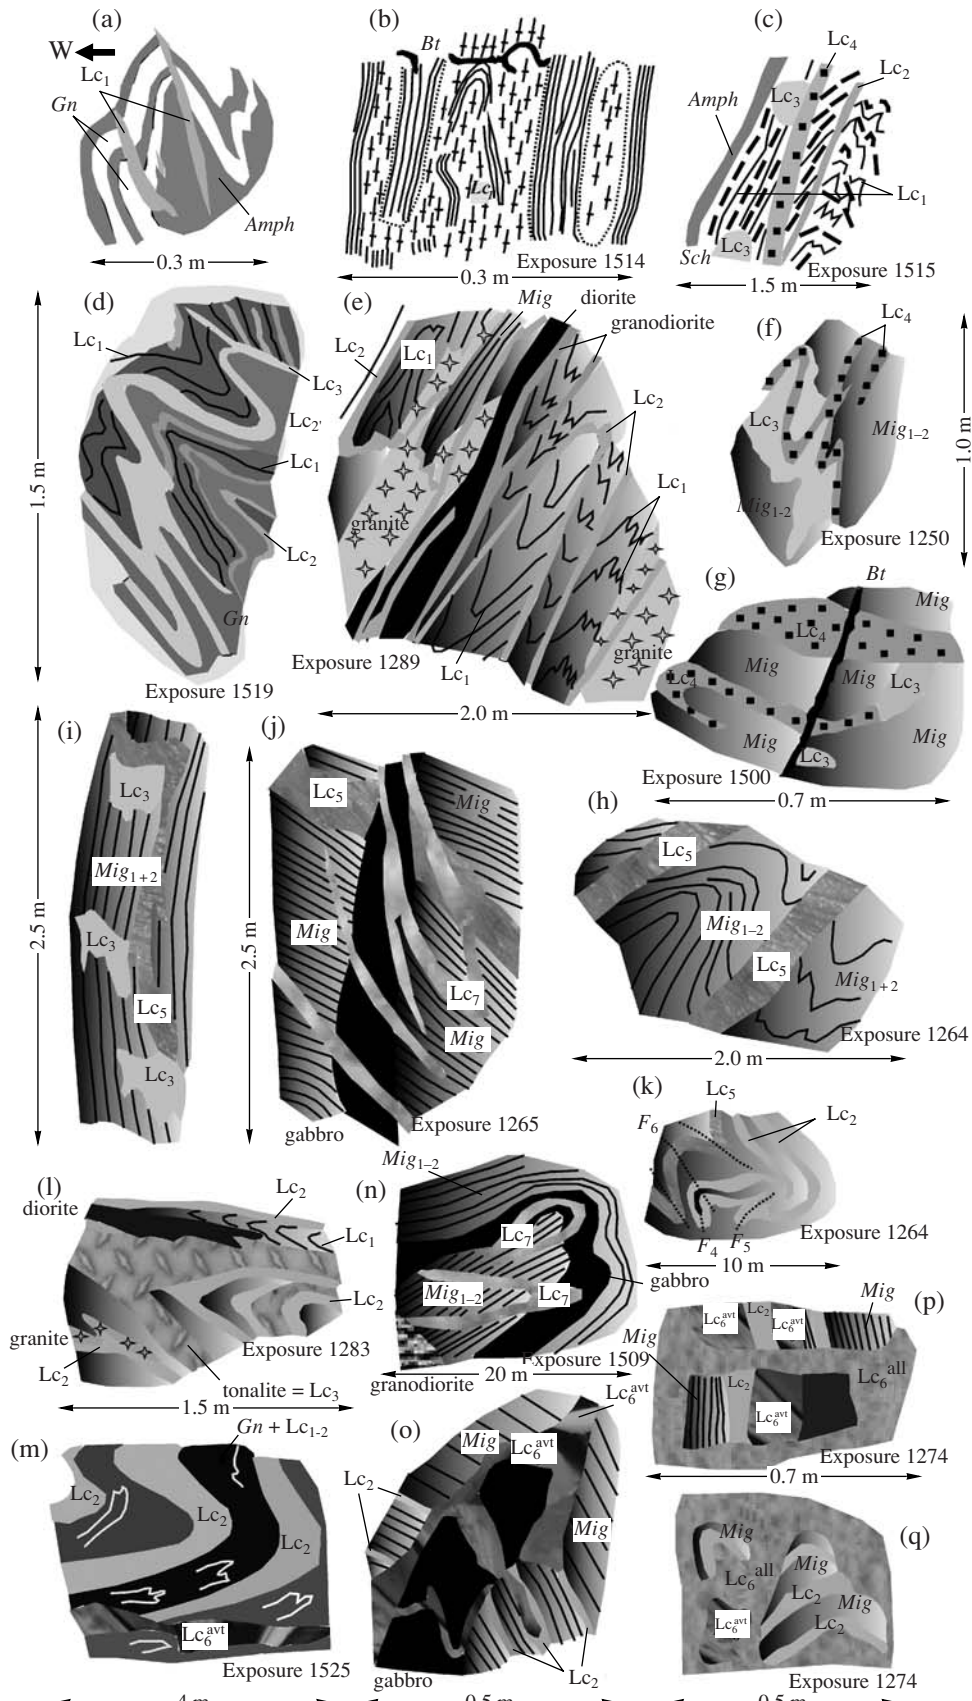 (a)
W
Lc1
Gn
Amph
0.3 m
(b)
Bt
Lc1
Exposure 1514
0.3 m
(c)
Lc4
Lc2
Lc3
Amph
Lc1
Lc3
Sch
Exposure 1515
1.5 m
(d)
Lc1
Lc3
Lc2'
Lc1
Lc2
Gn
1.5 m
Exposure 1519
(e)
Mig
diorite
granodiorite
Lc2
Lc1
Lc2
Lc1
granite
granite
Exposure 1289
Lc1
2.0 m
(f)
Lc4
Lc3
Mig1–2
Mig1-2
1.0 m
Exposure 1250
(g)
Bt
Mig
Lc4
Mig
Mig
Lc3
Lc4
Mig
Mig
Lc3
Exposure 1500
0.7 m
(h)
Lc5
Mig1–2
Lc5
Mig1+2
Exposure 1264
2.0 m
(i)
Lc3
Mig1+2
Lc3
Lc5
Lc3
2.5 m
(j)
Lc5
Mig
Mig
Lc7
Mig
2.5 m
gabbro
Exposure 1265
(k)
Lc5
F6
Lc2
Exposure 1264
F4
F5
10 m
(l)
diorite
Lc2
Lc1
Lc2
granite
Exposure 1283
Lc2
tonalite = Lc3
1.5 m
(n)
Mig1–2
Lc7
gabbro
Mig1–2
Lc7
Exposure 1509
20 m
granodiorite
(p)
Mig
Lc6avt
Lc2
Lc6avt
Mig
Lc6all
Lc2
Lc6avt
Exposure 1274
0.7 m
(m)
Gn + Lc1-2
Lc2
Lc2
Lc2
Lc6avt
Exposure 1525
4 m
(o)
Lc6avt
Mig
Lc6avt
Lc2
Mig
gabbro
Lc2
0.5 m
(q)
Mig
Lc6all
Mig
Lc2
Mig
Lc6avt
Lc2
Exposure 1274
0.5 m